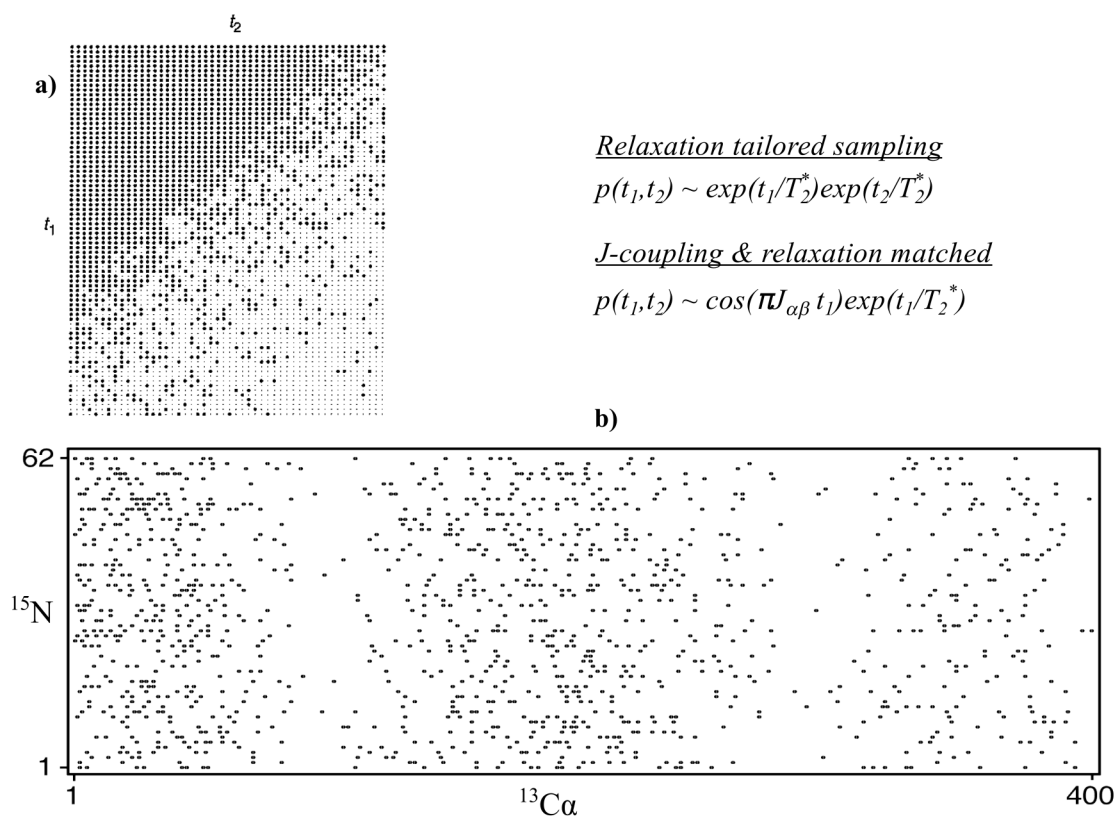 t₂
a)
t₁
Relaxation tailored sampling
p(t₁,t₂) ~ exp(t₁/T₂*)exp(t₂/T₂*)
J-coupling & relaxation matched
p(t₁,t₂) ~ cos(πJαβ t₁)exp(t₁/T₂*)
b)
62
¹⁵N
1
1
¹³Cα
400